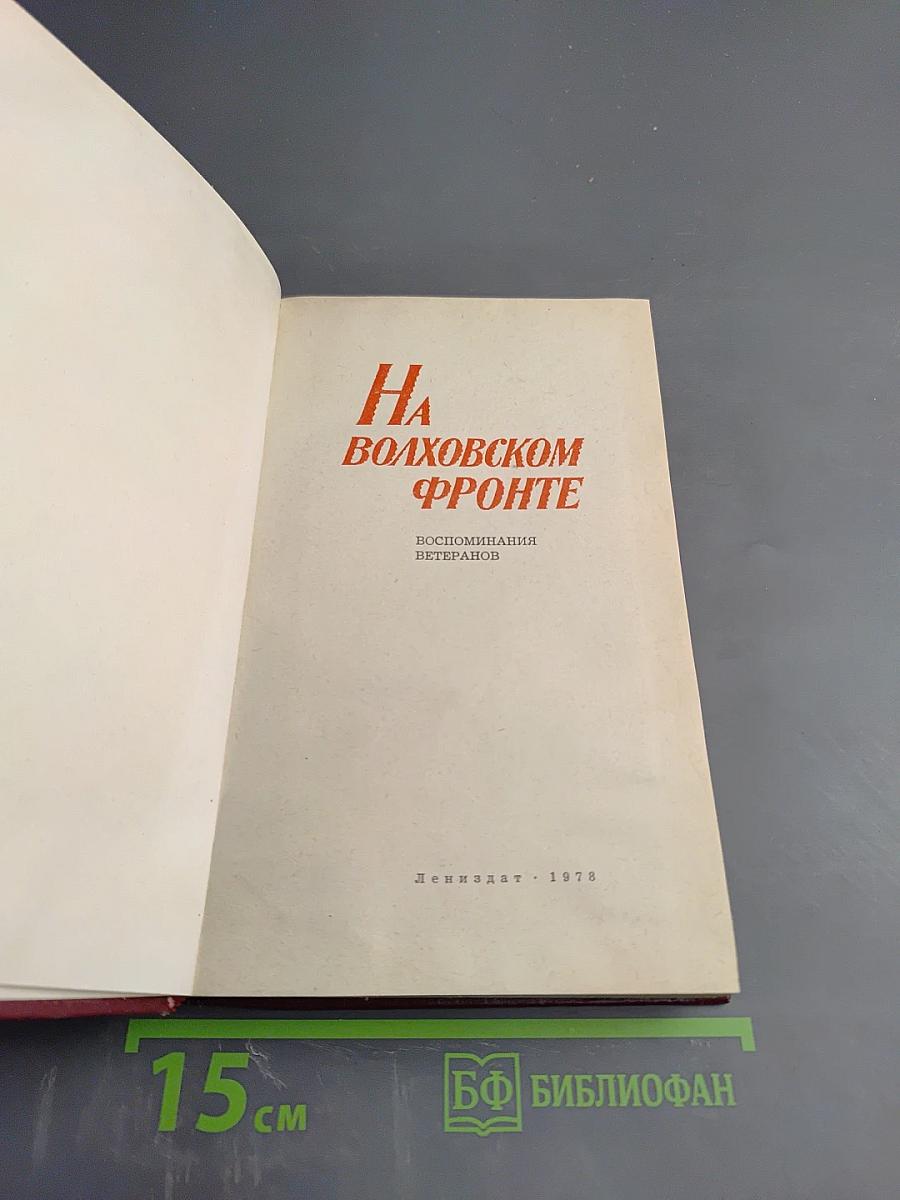 На
ВОЛХОВСКОМ
ФРОНТЕ
ВОСПОМИНАНИЯ
ВЕТЕРАНОВ
Лениздат · 1978
15 см
БФ БИБЛИОФАН